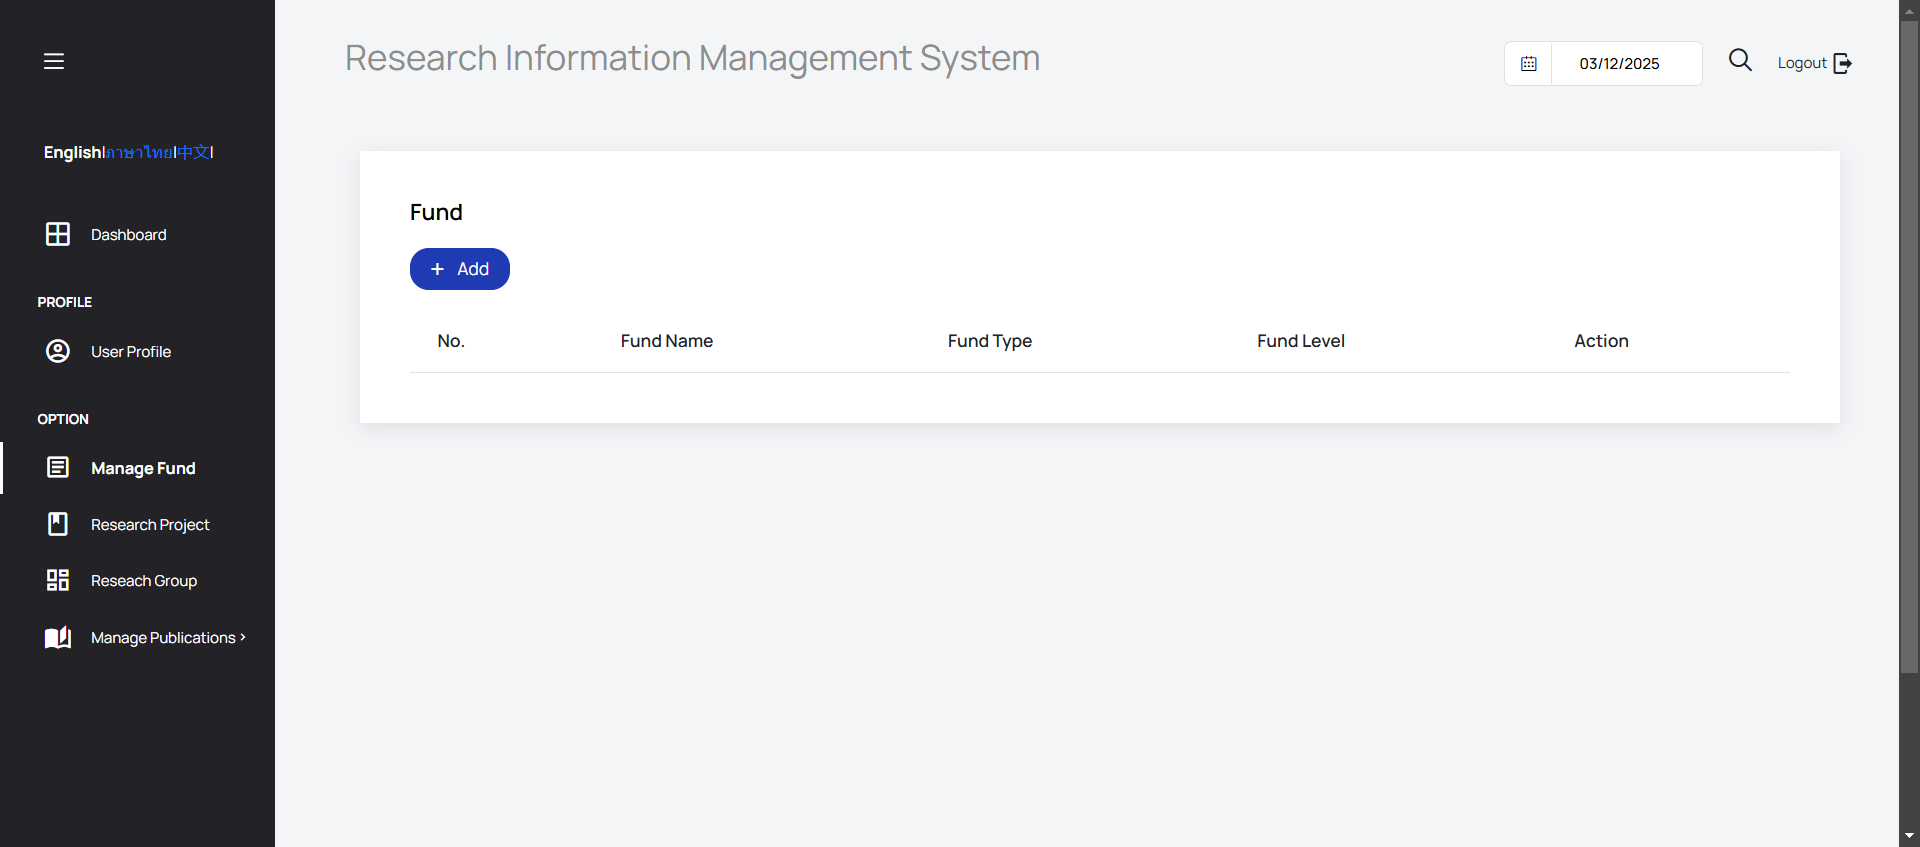 Research Information Management System
03/12/2025
Logout
English|ภาษาไทย|中文|
Dashboard
PROFILE
User Profile
OPTION
Manage Fund
Research Project
Reseach Group
Manage Publications >
Fund
+ Add
No. Fund Name Fund Type Fund Level Action